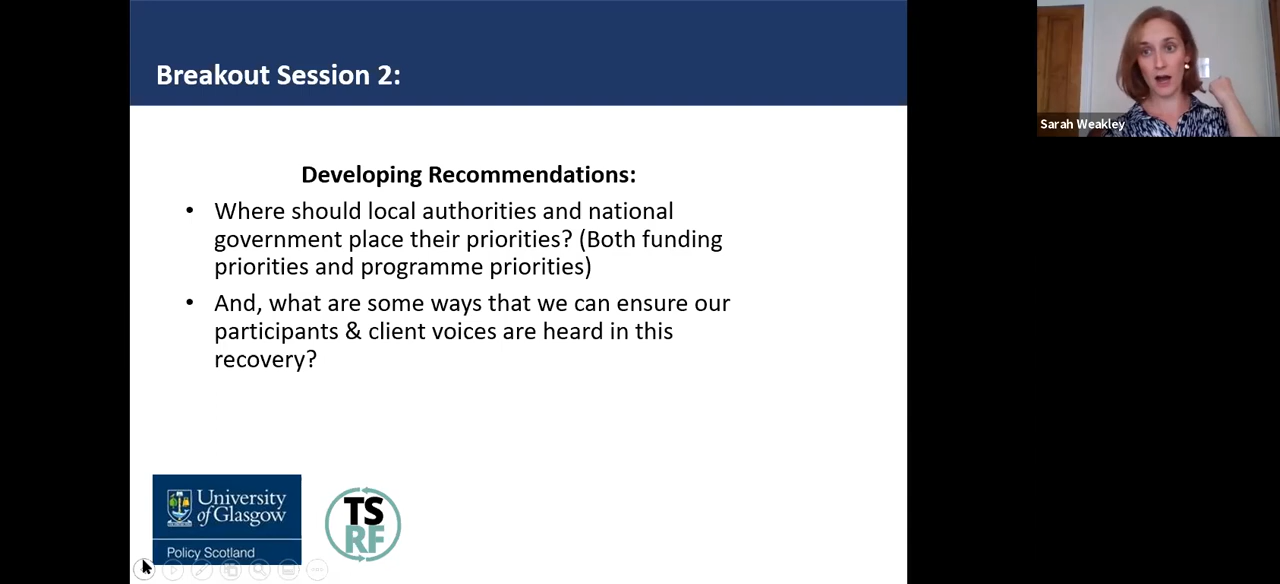 Breakout Session 2:
Sarah Weakley
Developing Recommendations:
• Where should local authorities and national
government place their priorities? (Both funding
priorities and programme priorities)
• And, what are some ways that we can ensure our
participants & client voices are heard in this
recovery?
University
of Glasgow
Policy Scotland
TS
RF